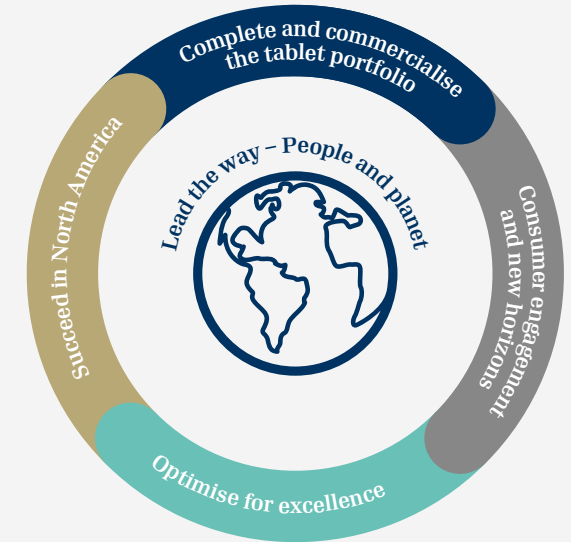 Complete and commercialise
the tablet portfolio
Consumer engagement
and new horizons
Optimise for excellence
Succeed in North America
Lead the way – People and planet